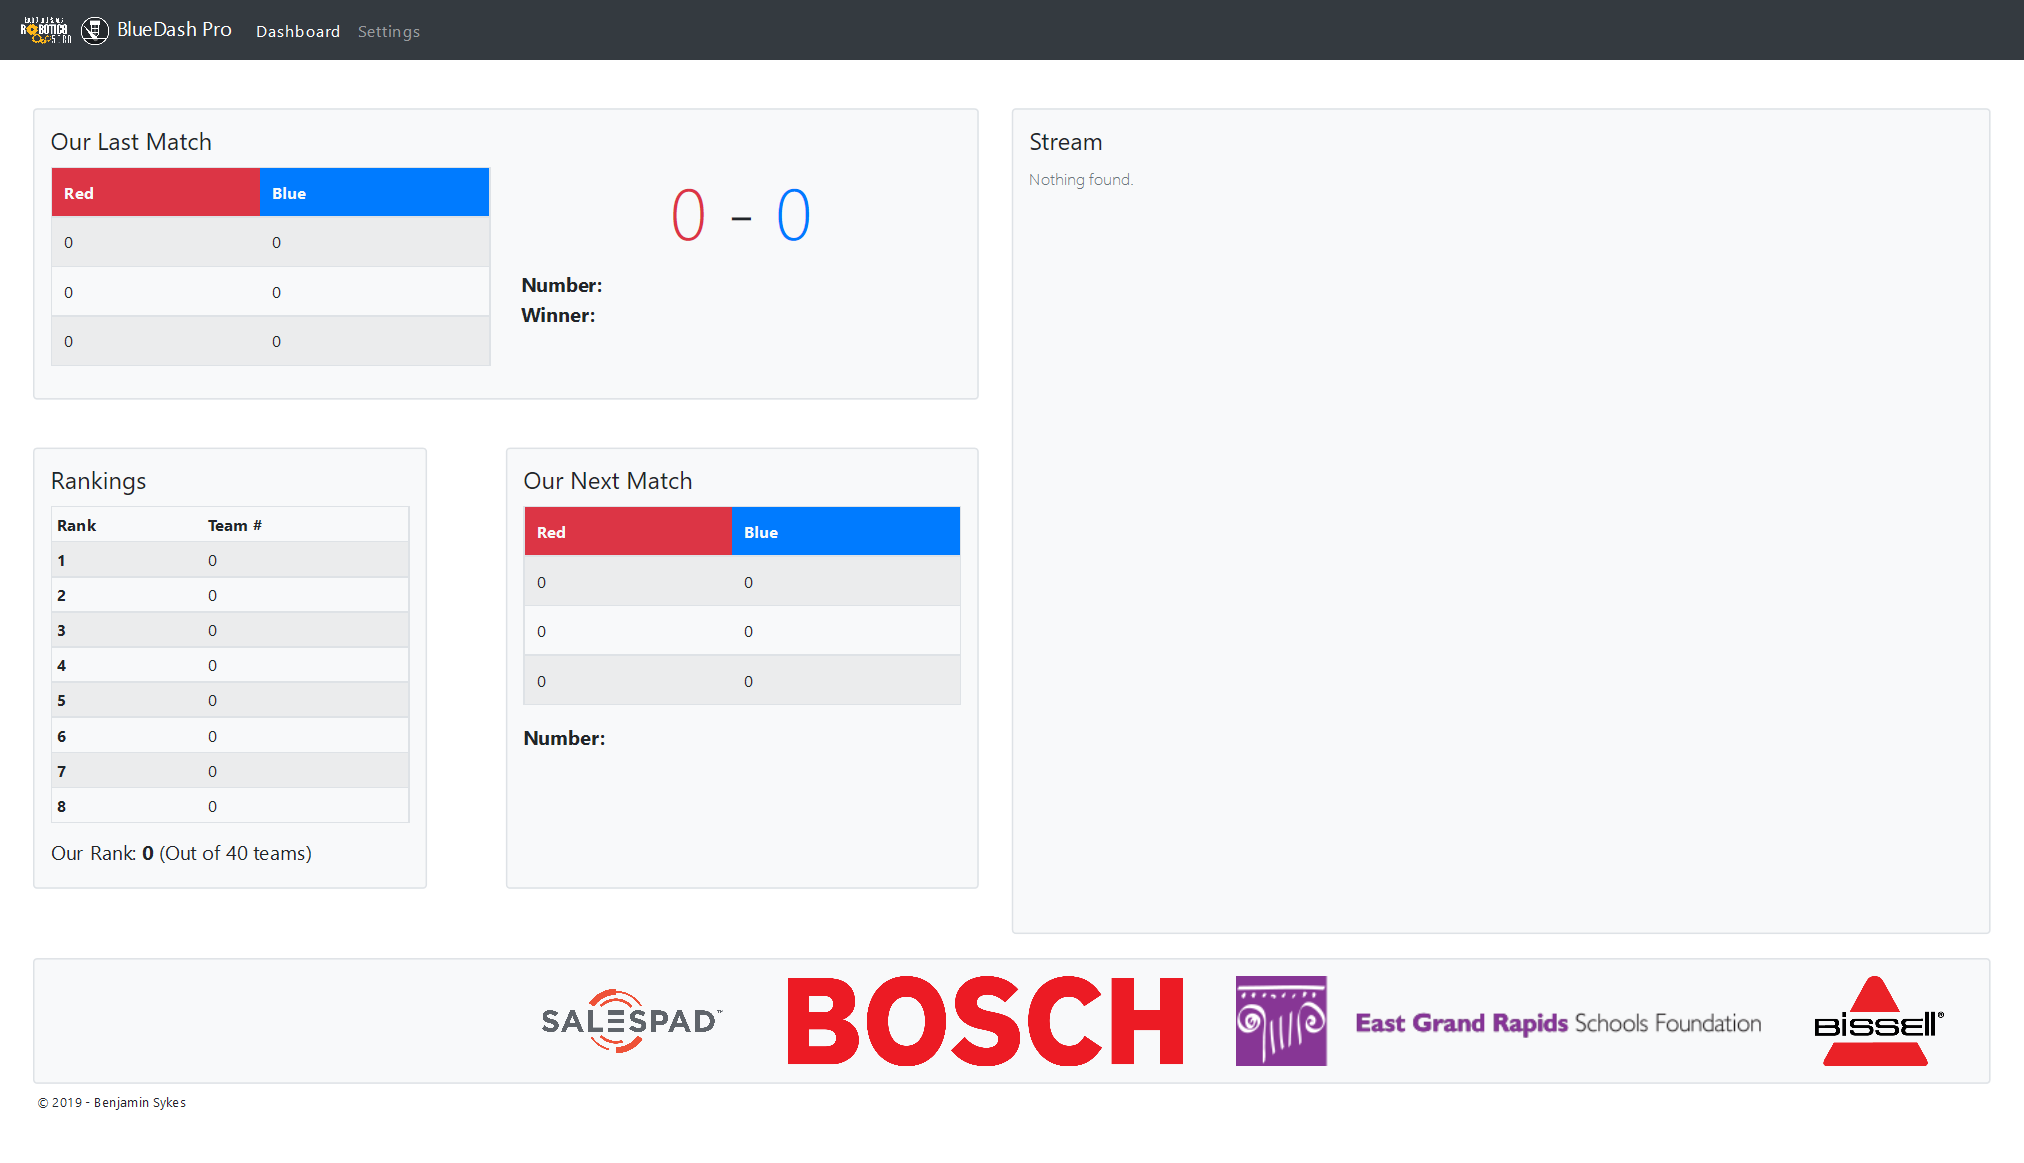 ROBOTICS
BlueDash Pro
Dashboard
Settings
Our Last Match
Red Blue
0 0
0 0
0 0
0 - 0
Number:
Winner:
Stream
Nothing found.
Rankings
Rank Team #
1 0
2 0
3 0
4 0
5 0
6 0
7 0
8 0
Our Rank: 0 (Out of 40 teams)
Our Next Match
Red Blue
0 0
0 0
0 0
Number:
SALESPAD™
BOSCH
East Grand Rapids Schools Foundation
BISSELL®
© 2019 - Benjamin Sykes